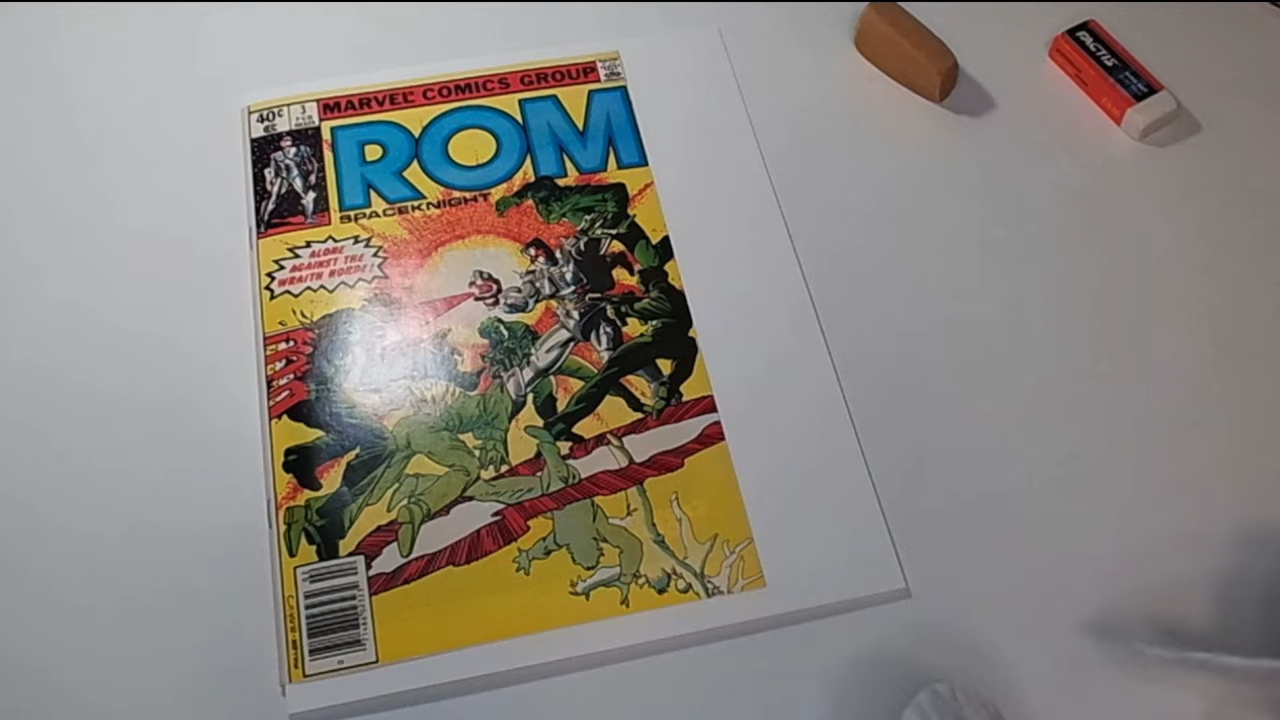 MARVEL COMICS GROUP
40¢
3
FEB
ROM
SPACEKNIGHT
ALONE
AGAINST THE
WRAITH HORDE!
FACTIS